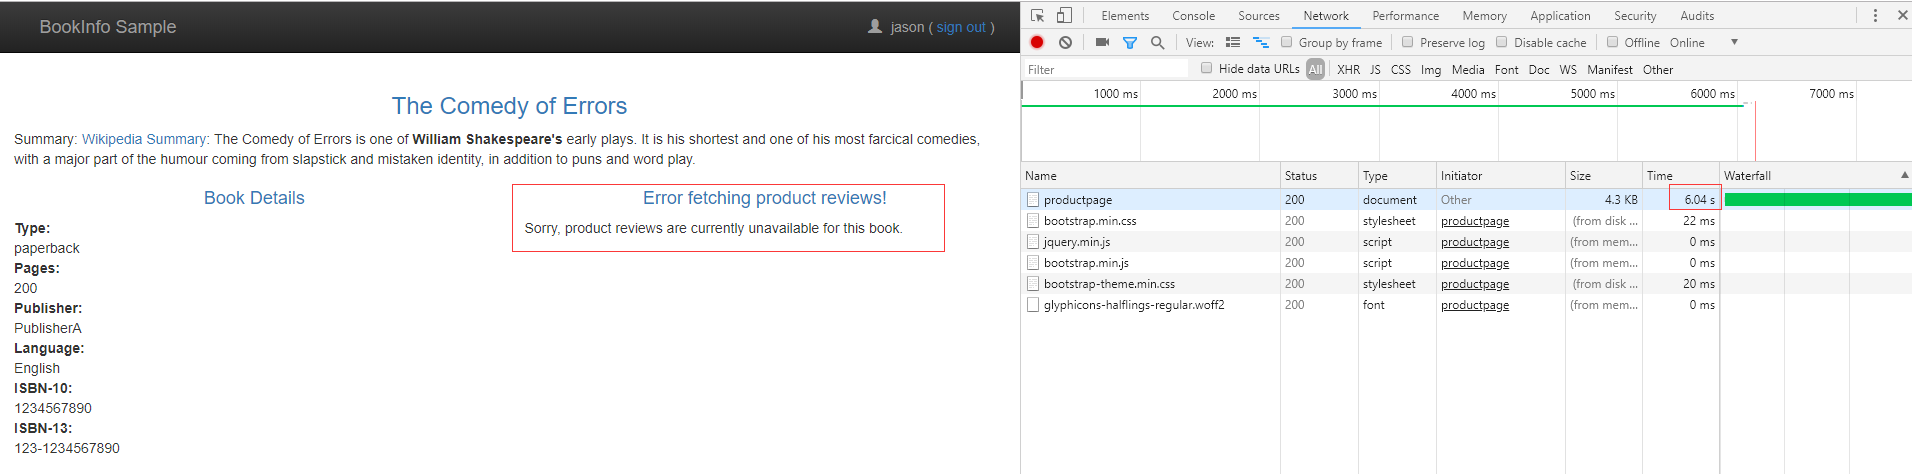 BookInfo Sample
jason ( sign out )
The Comedy of Errors
Summary: Wikipedia Summary: The Comedy of Errors is one of William Shakespeare's early plays. It is his shortest and one of his most farcical comedies,
with a major part of the humour coming from slapstick and mistaken identity, in addition to puns and word play.
Book Details
Type:
paperback
Pages:
200
Publisher:
PublisherA
Language:
English
ISBN-10:
1234567890
ISBN-13:
123-1234567890
Error fetching product reviews!
Sorry, product reviews are currently unavailable for this book.
Elements Console Sources Network Performance Memory Application Security Audits
View: Group by frame Preserve log Disable cache Offline Online
Filter Hide data URLs All XHR JS CSS Img Media Font Doc WS Manifest Other
1000 ms 2000 ms 3000 ms 4000 ms 5000 ms 6000 ms 7000 ms
Name Status Type Initiator Size Time Waterfall
productpage 200 document Other 4.3 KB 6.04 s
bootstrap.min.css 200 stylesheet productpage (from disk ... 22 ms
jquery.min.js 200 script productpage (from mem... 0 ms
bootstrap.min.js 200 script productpage (from mem... 0 ms
bootstrap-theme.min.css 200 stylesheet productpage (from disk ... 20 ms
glyphicons-halflings-regular.woff2 200 font productpage (from mem... 0 ms